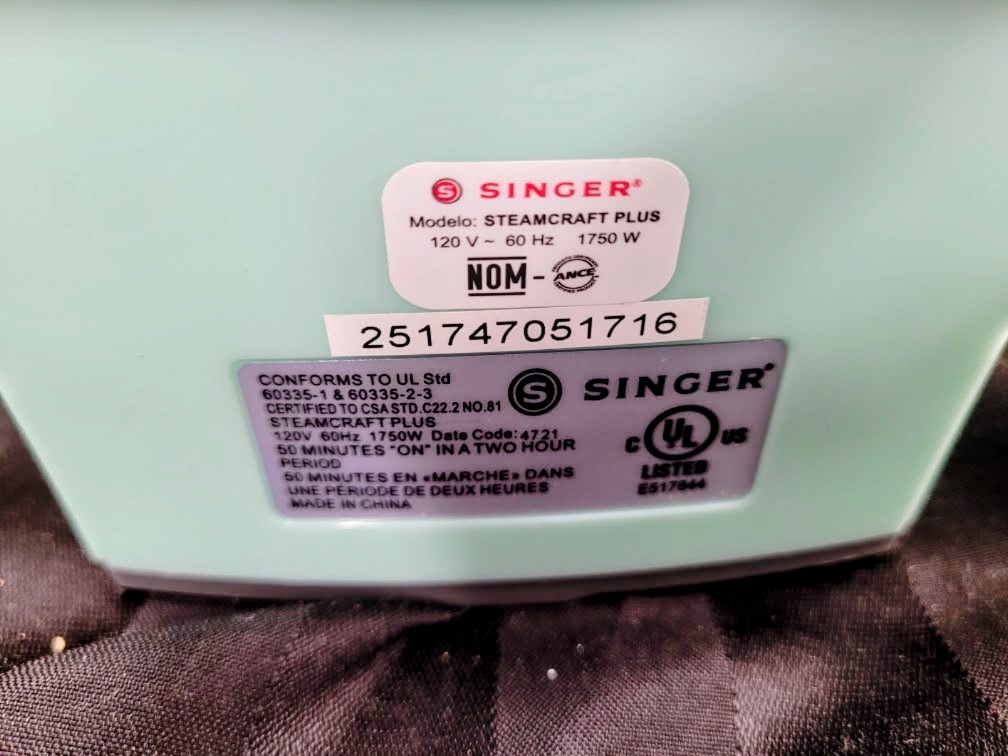 S SINGER®
Modelo: STEAMCRAFT PLUS
120 V ~ 60 Hz 1750 W
NOM - ANCE
251747051716
CONFORMS TO UL Std
60335-1 & 60335-2-3
CERTIFIED TO CSA STD.C22.2 NO.81
STEAMCRAFT PLUS
120V 60Hz 1750W Date Code:4721
50 MINUTES "ON" IN A TWO HOUR
PERIOD
50 MINUTES EN «MARCHE» DANS
UNE PÉRIODE DE DEUX HEURES
MADE IN CHINA
S SINGER®
C UL US
LISTED